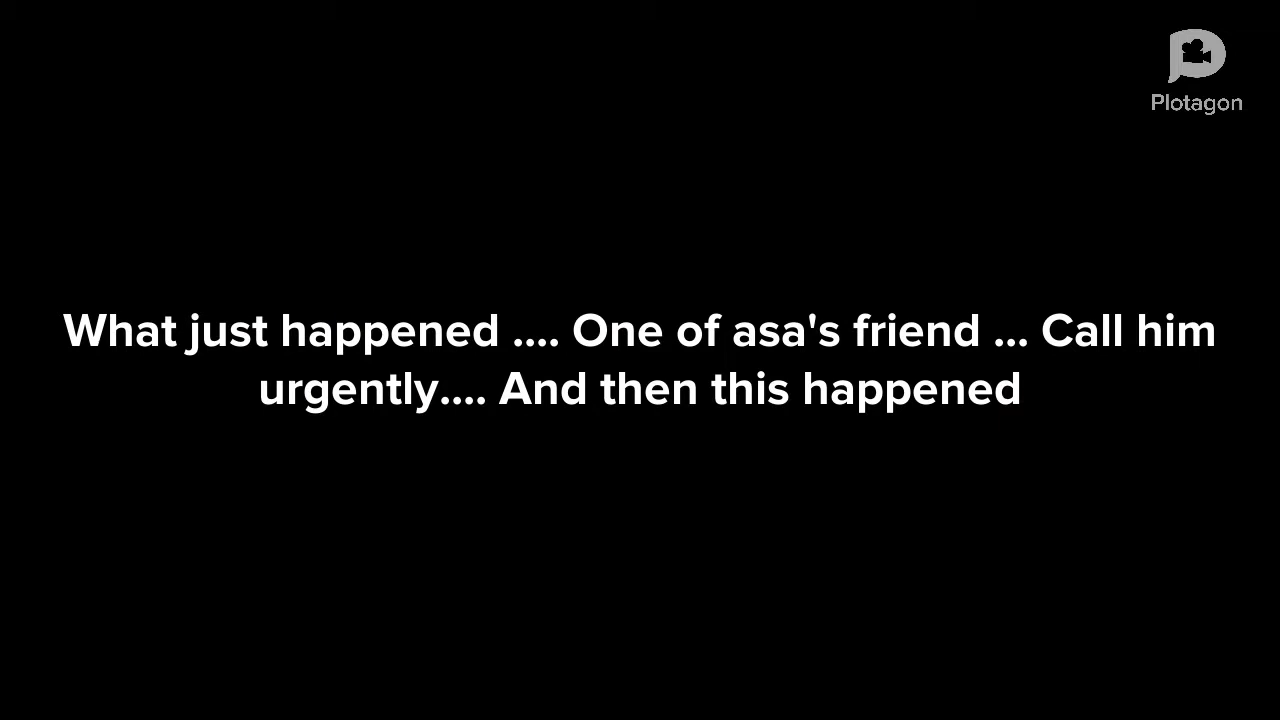 Plotagon
What just happened .... One of asa's friend ... Call him
urgently.... And then this happened